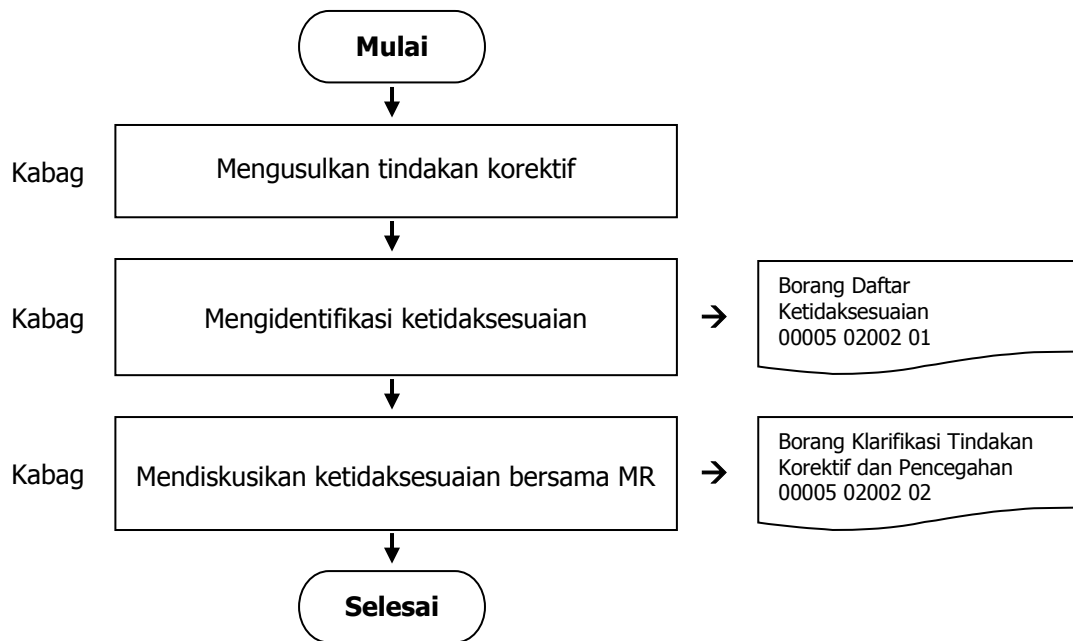 Mulai
Kabag
Mengusulkan tindakan korektif
Kabag
Mengidentifikasi ketidaksesuaian
Borang Daftar
Ketidaksesuaian
00005 02002 01
Kabag
Mendiskusikan ketidaksesuaian bersama MR
Borang Klarifikasi Tindakan
Korektif dan Pencegahan
00005 02002 02
Selesai